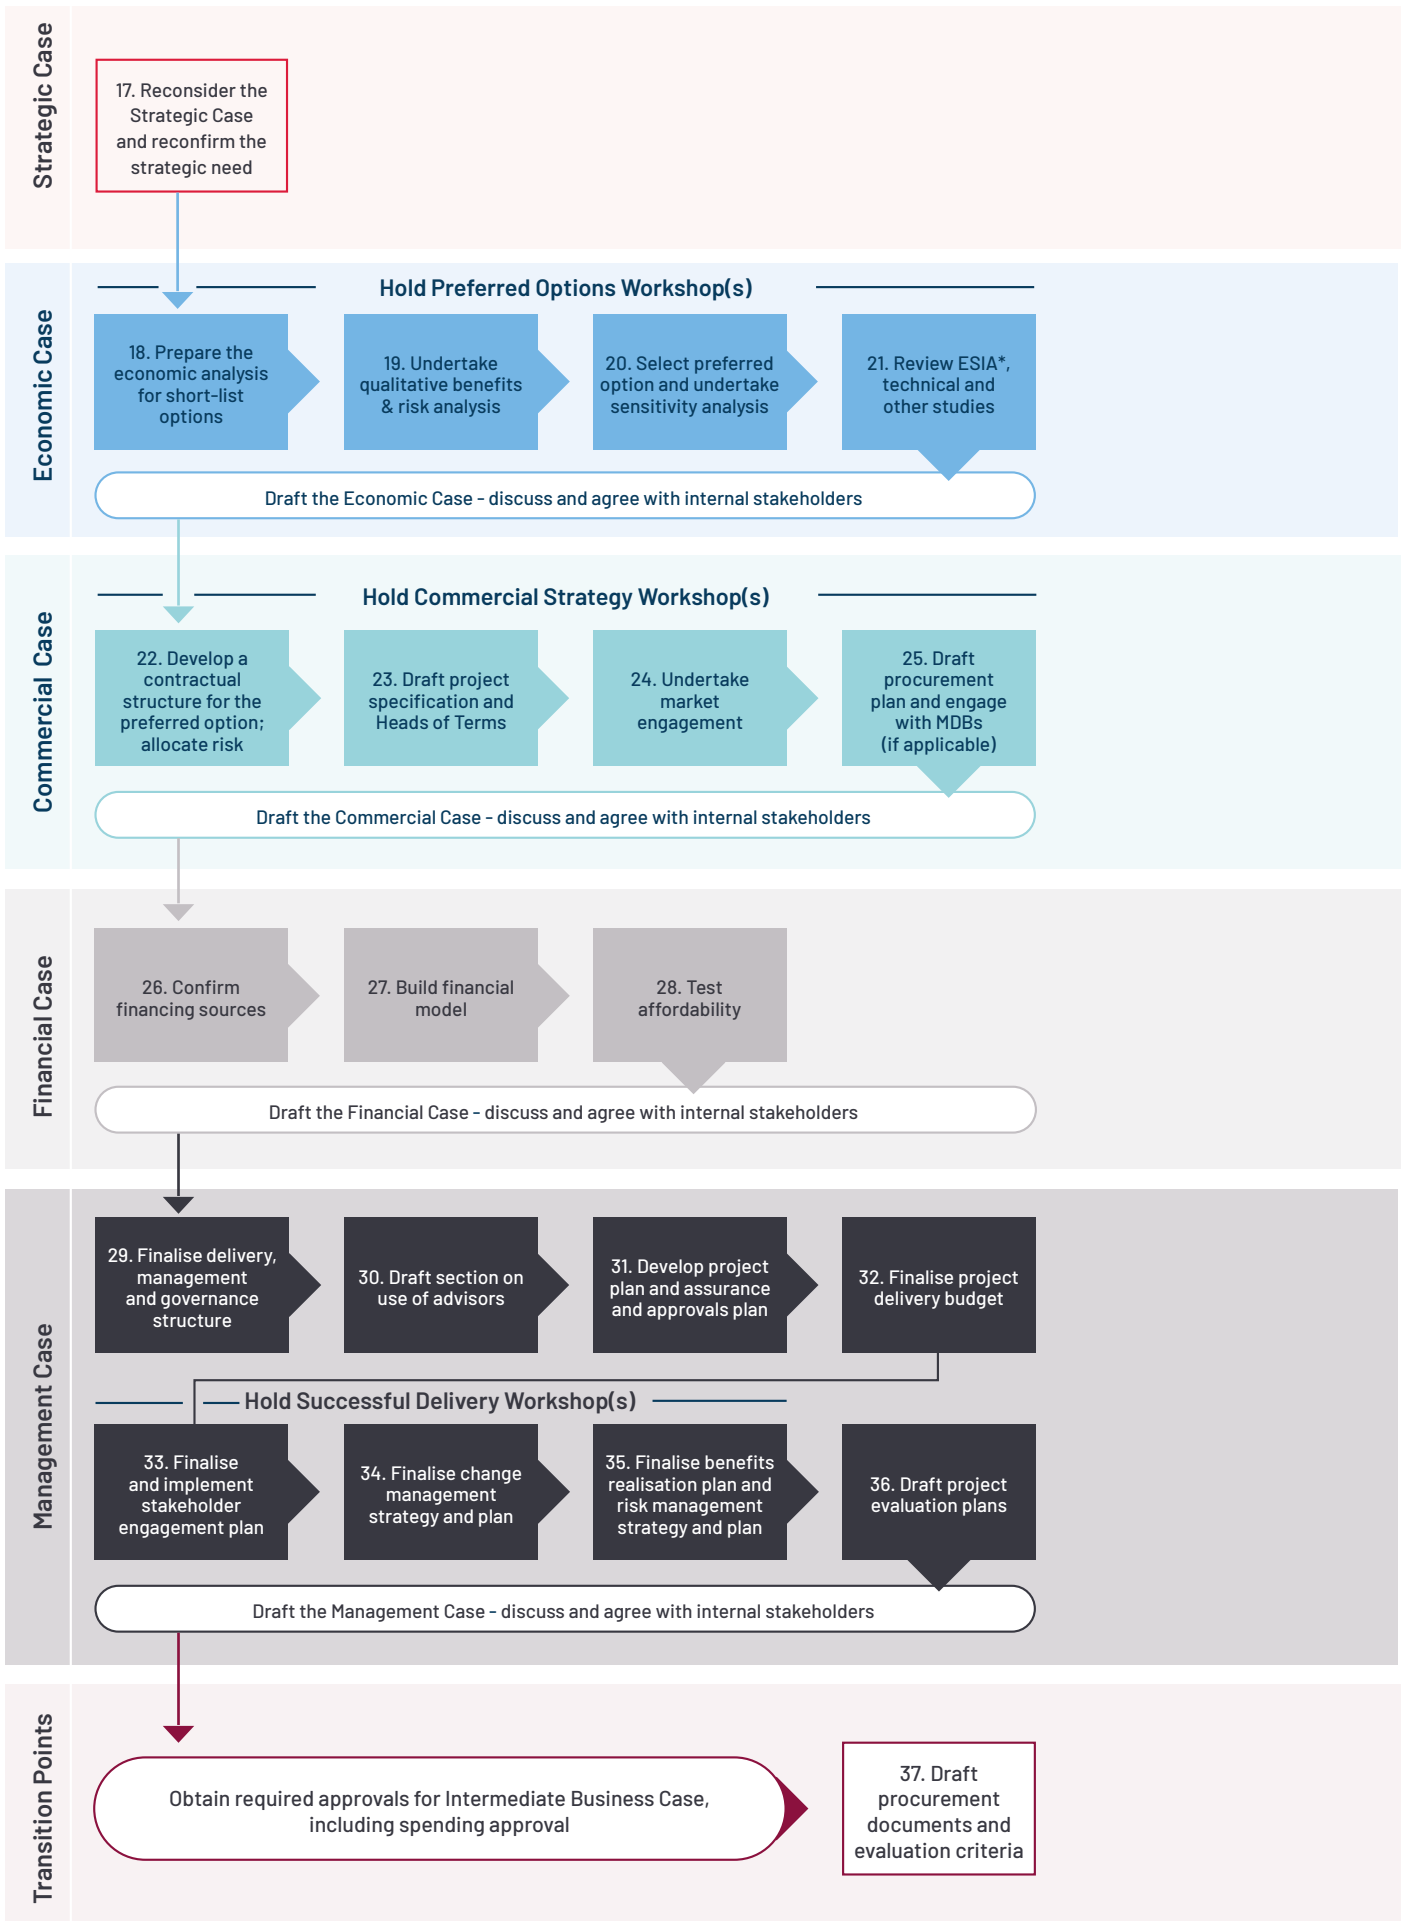 Strategic Case
17. Reconsider the
Strategic Case
and reconfirm the
strategic need
Economic Case
Hold Preferred Options Workshop(s)
18. Prepare the
economic analysis
for short-list
options
19. Undertake
qualitative benefits
& risk analysis
20. Select preferred
option and undertake
sensitivity analysis
21. Review ESIA*,
technical and
other studies
Draft the Economic Case - discuss and agree with internal stakeholders
Commercial Case
Hold Commercial Strategy Workshop(s)
22. Develop a
contractual
structure for the
preferred option;
allocate risk
23. Draft project
specification and
Heads of Terms
24. Undertake
market
engagement
25. Draft
procurement
plan and engage
with MDBs
(if applicable)
Draft the Commercial Case - discuss and agree with internal stakeholders
Financial Case
26. Confirm
financing sources
27. Build financial
model
28. Test
affordability
Draft the Financial Case - discuss and agree with internal stakeholders
Management Case
29. Finalise delivery,
management
and governance
structure
30. Draft section on
use of advisors
31. Develop project
plan and assurance
and approvals plan
32. Finalise project
delivery budget
Hold Successful Delivery Workshop(s)
33. Finalise
and implement
stakeholder
engagement plan
34. Finalise change
management
strategy and plan
35. Finalise benefits
realisation plan and
risk management
strategy and plan
36. Draft project
evaluation plans
Draft the Management Case - discuss and agree with internal stakeholders
Transition Points
Obtain required approvals for Intermediate Business Case,
including spending approval
37. Draft
procurement
documents and
evaluation criteria